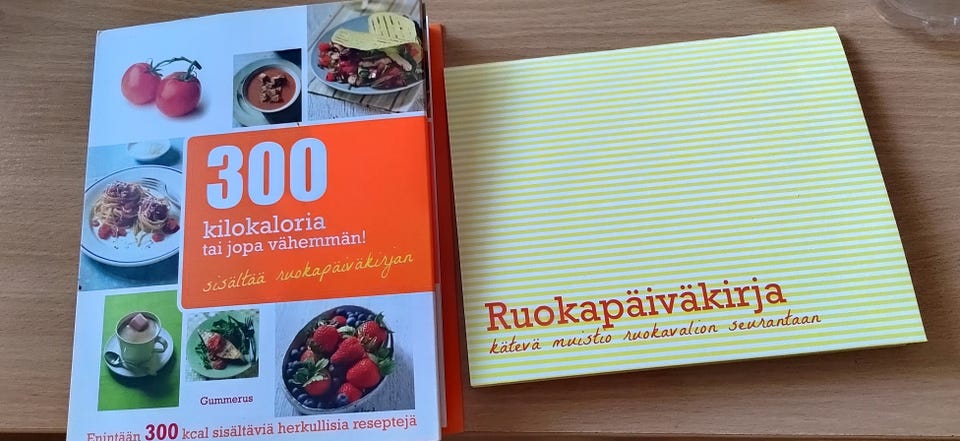 300
kilokaloria
tai jopa vähemmän!
sisältää ruokapäiväkirjan
Gummerus
Enintään 300 kcal sisältäviä herkullisia reseptejä
Ruokapäiväkirja
kätevä muistio ruokavalion seurantaan